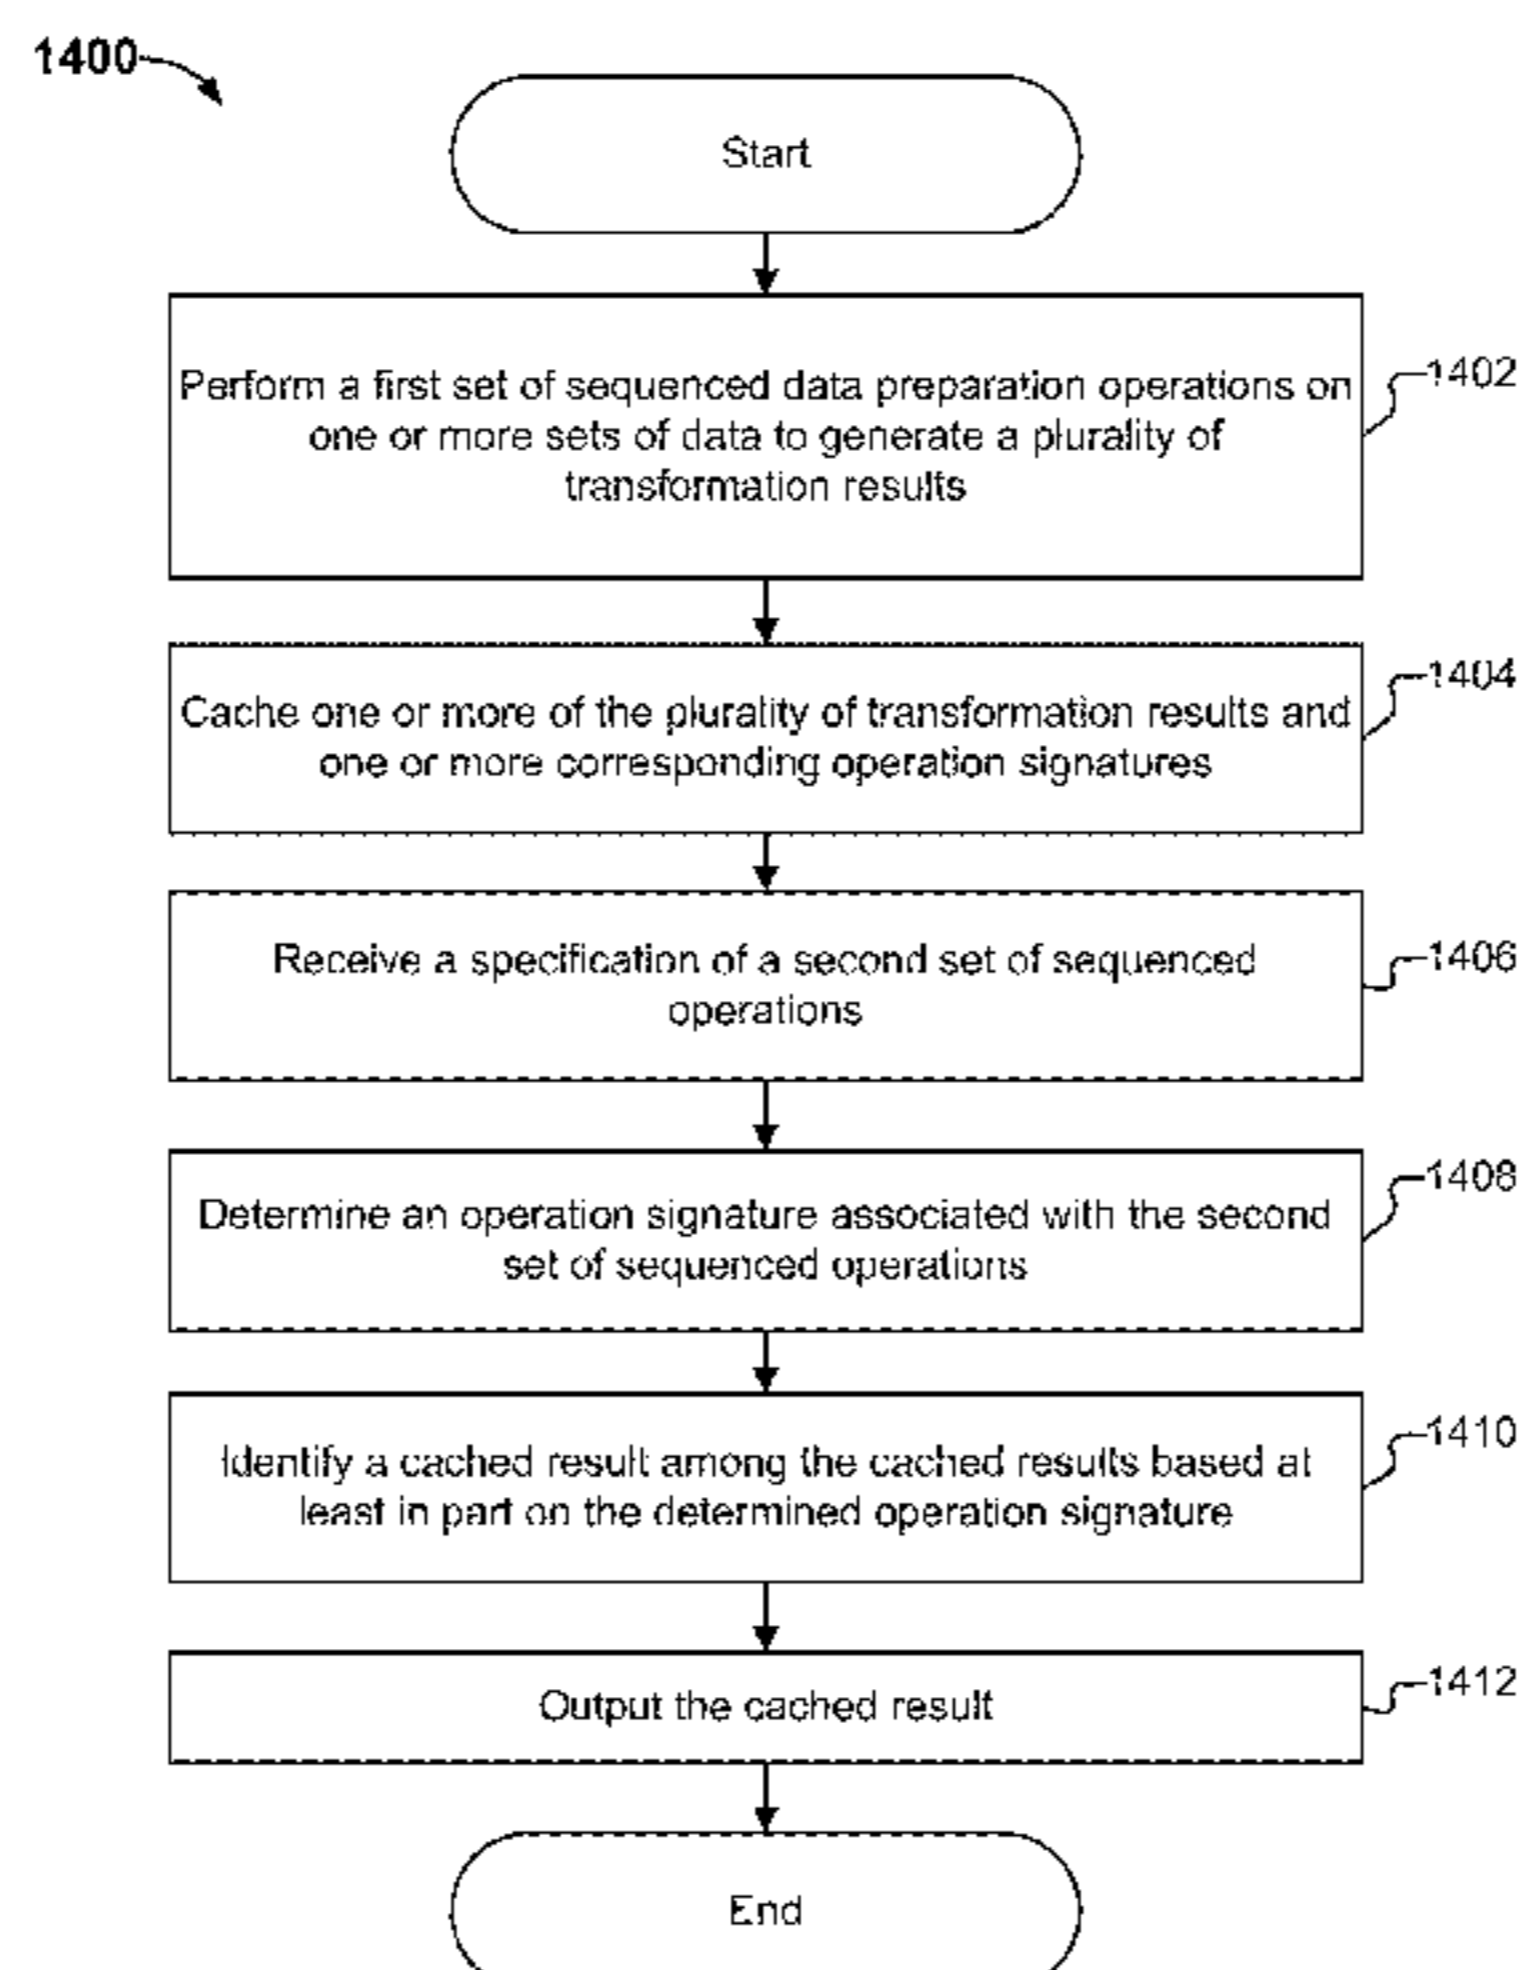 1400
Start
Perform a first set of sequenced data preparation operations on
one or more sets of data to generate a plurality of
transformation results
1402
Cache one or more of the plurality of transformation results and
one or more corresponding operation signatures
1404
Receive a specification of a second set of sequenced
operations
1406
Determine an operation signature associated with the second
set of sequenced operations
1408
Identify a cached result among the cached results based at
least in part on the determined operation signature
1410
Output the cached result
1412
End